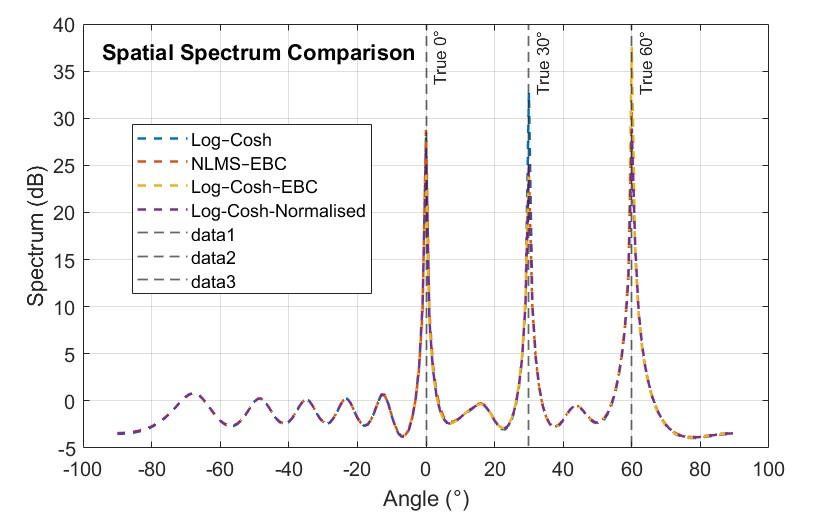 Spatial Spectrum Comparison
True 0°
True 30°
True 60°
Log-Cosh
NLMS-EBC
Log-Cosh-EBC
Log-Cosh-Normalised
data1
data2
data3
Spectrum (dB)
40
35
30
25
20
15
10
5
0
-5
-100 -80 -60 -40 -20 0 20 40 60 80 100
Angle (°)